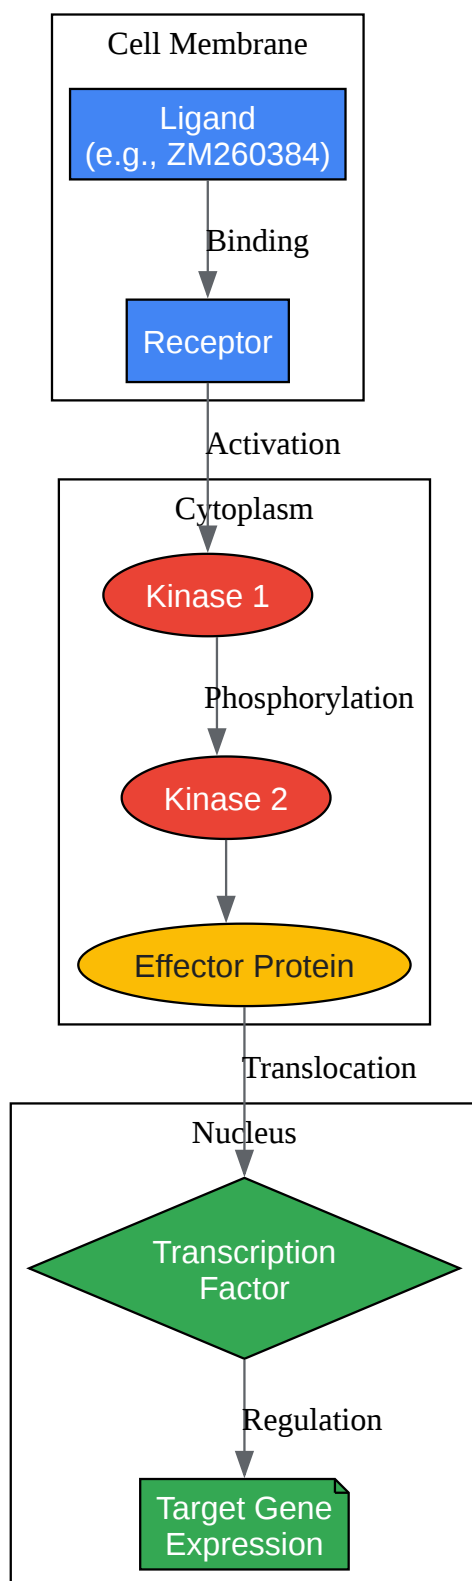 Cell Membrane
Ligand
(e.g., ZM260384)
Binding
Receptor
Activation
Cytoplasm
Kinase 1
Phosphorylation
Kinase 2
Effector Protein
Translocation
Nucleus
Transcription
Factor
Regulation
Target Gene
Expression